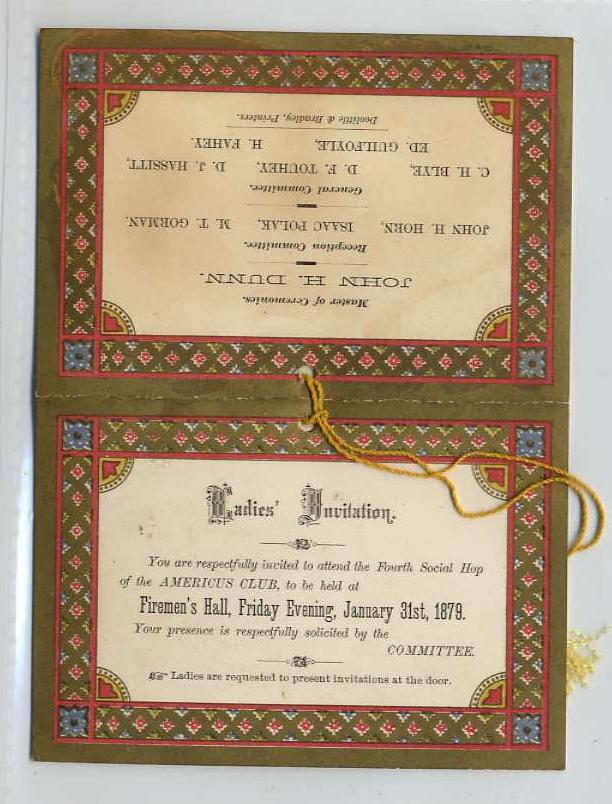 Master of Ceremonies.
JOHN H. DUNN.
Reception Committee.
JOHN H. HORN, ISAAC POLAK, M. T. GORMAN.
General Committee.
C. H. BLYE, D. F. TOUHEY, D. J. HASSITT,
ED. GUILFOYLE, H. FAHEY.
Doolittle & Bradley, Printers.
Ladies' Invitation.
You are respectfully invited to attend the Fourth Social Hop
of the AMERICUS CLUB, to be held at
Firemen's Hall, Friday Evening, January 31st, 1879.
Your presence is respectfully solicited by the
COMMITTEE.
☞ Ladies are requested to present invitations at the door.